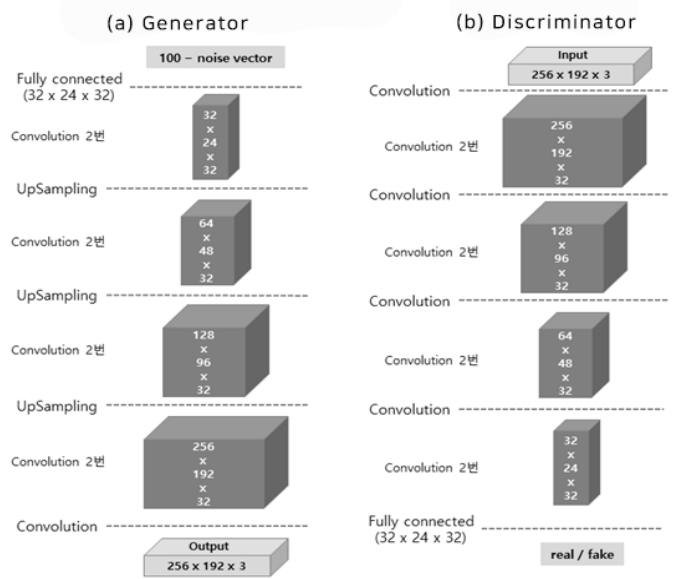 (a) Generator
100 – noise vector
Fully connected
(32 x 24 x 32)
Convolution 2번
32
x
24
x
32
UpSampling
Convolution 2번
64
x
48
x
32
UpSampling
Convolution 2번
128
x
96
x
32
UpSampling
Convolution 2번
256
x
192
x
32
Convolution
Output
256 x 192 x 3
(b) Discriminator
Input
256 x 192 x 3
Convolution
Convolution 2번
256
x
192
x
32
Convolution
Convolution 2번
128
x
96
x
32
Convolution
Convolution 2번
64
x
48
x
32
Convolution
Convolution 2번
32
x
24
x
32
Fully connected
(32 x 24 x 32)
real / fake